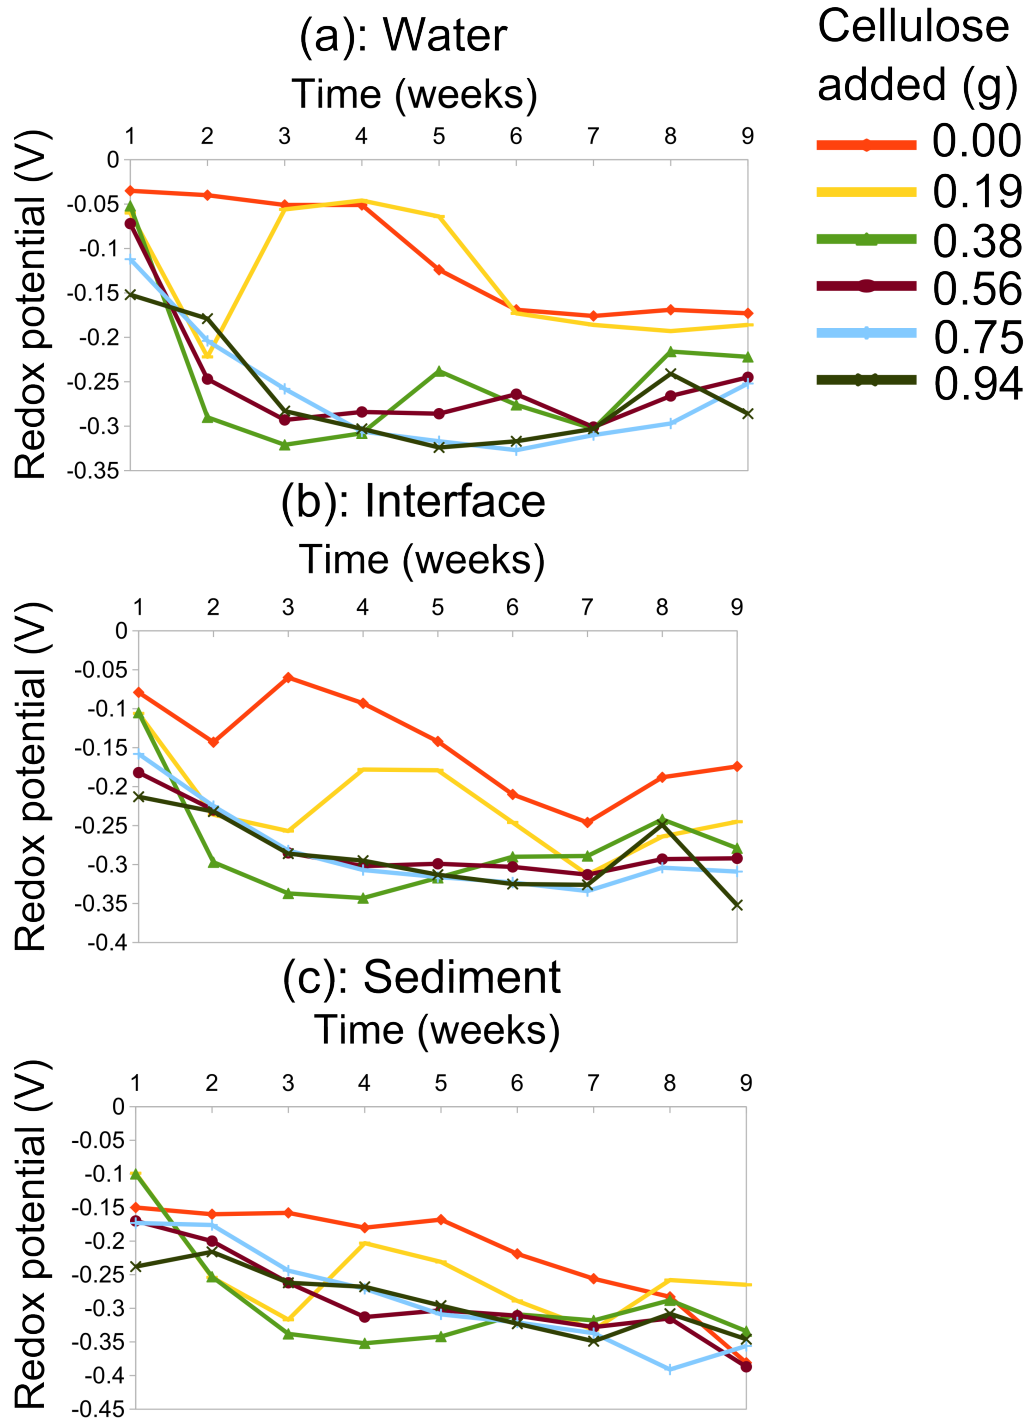 (a): Water
Time (weeks)
Redox potential (V)
1 2 3 4 5 6 7 8 9
0
-0.05
-0.1
-0.15
-0.2
-0.25
-0.3
-0.35
Cellulose
added (g)
0.00
0.19
0.38
0.56
0.75
0.94
(b): Interface
Time (weeks)
Redox potential (V)
1 2 3 4 5 6 7 8 9
0
-0.05
-0.1
-0.15
-0.2
-0.25
-0.3
-0.35
-0.4
(c): Sediment
Time (weeks)
Redox potential (V)
1 2 3 4 5 6 7 8 9
0
-0.05
-0.1
-0.15
-0.2
-0.25
-0.3
-0.35
-0.4
-0.45